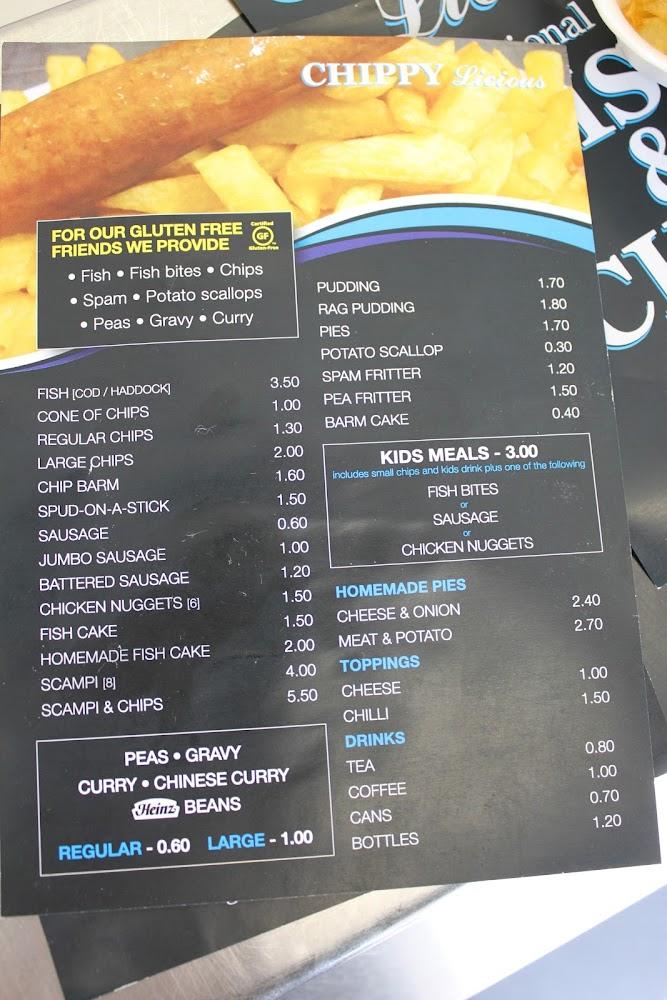 CHIPPY Licious
FOR OUR GLUTEN FREE
FRIENDS WE PROVIDE
Certified
GF
Gluten-Free
• Fish • Fish bites • Chips
• Spam • Potato scallops
• Peas • Gravy • Curry
FISH [COD / HADDOCK] 3.50
CONE OF CHIPS 1.00
REGULAR CHIPS 1.30
LARGE CHIPS 2.00
CHIP BARM 1.60
SPUD-ON-A-STICK 1.50
SAUSAGE 0.60
JUMBO SAUSAGE 1.00
BATTERED SAUSAGE 1.20
CHICKEN NUGGETS [6] 1.50
FISH CAKE 1.50
HOMEMADE FISH CAKE 2.00
SCAMPI [8] 4.00
SCAMPI & CHIPS 5.50
PEAS • GRAVY
CURRY • CHINESE CURRY
Heinz BEANS
REGULAR - 0.60 LARGE - 1.00
PUDDING 1.70
RAG PUDDING 1.80
PIES 1.70
POTATO SCALLOP 0.30
SPAM FRITTER 1.20
PEA FRITTER 1.50
BARM CAKE 0.40
KIDS MEALS - 3.00
includes small chips and kids drink plus one of the following
FISH BITES
or
SAUSAGE
or
CHICKEN NUGGETS
HOMEMADE PIES
CHEESE & ONION 2.40
MEAT & POTATO 2.70
TOPPINGS
CHEESE 1.00
CHILLI 1.50
DRINKS
TEA 0.80
COFFEE 1.00
CANS 0.70
BOTTLES 1.20